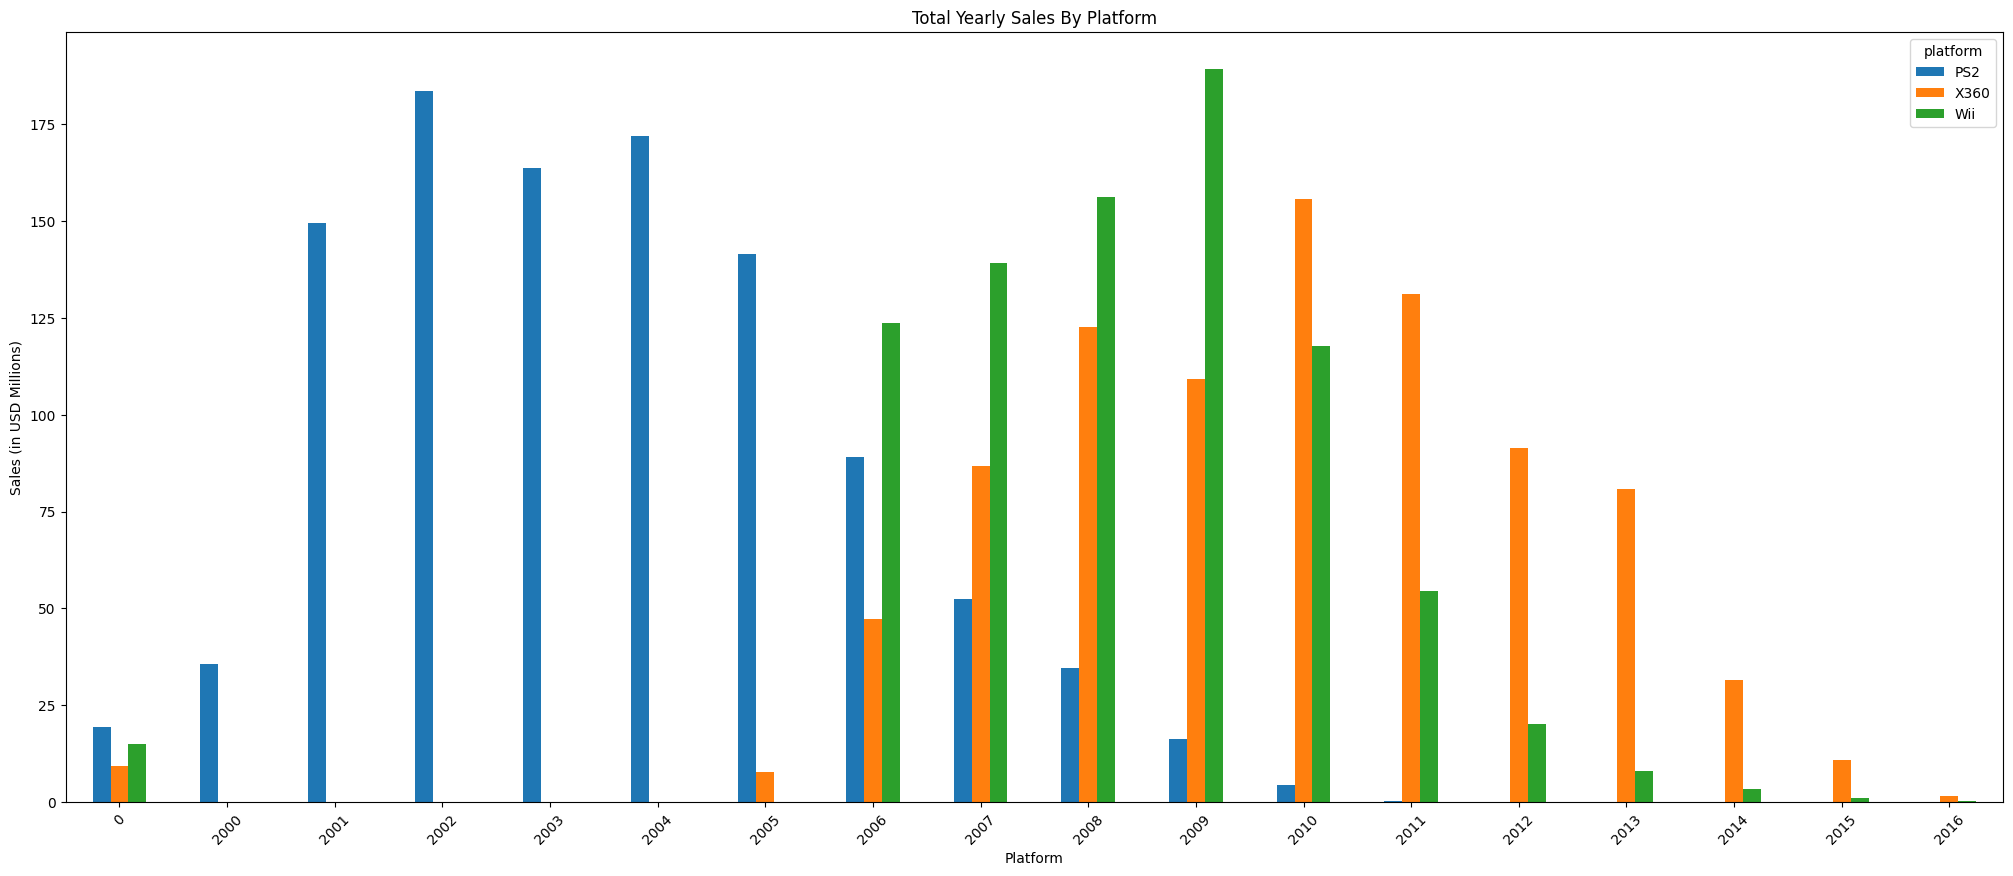 Total Yearly Sales By Platform
platform
PS2
X360
Wii
Sales (in USD Millions)
175
150
125
100
75
50
25
0
0 2000 2001 2002 2003 2004 2005 2006 2007 2008 2009 2010 2011 2012 2013 2014 2015 2016
Platform